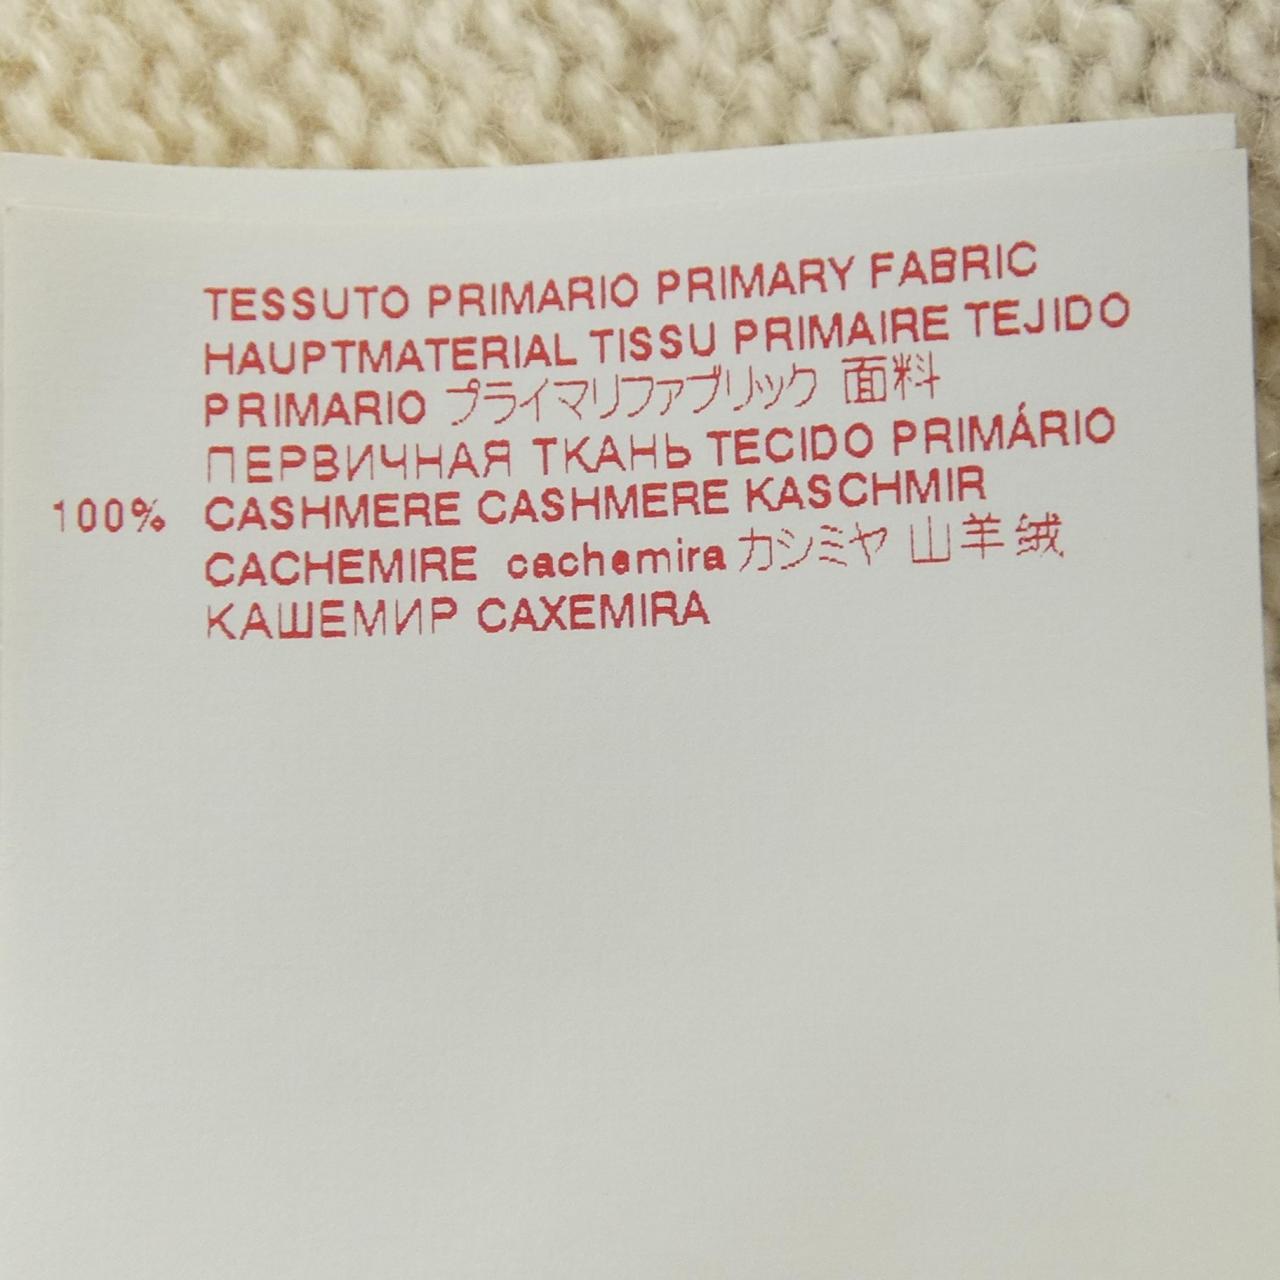 TESSUTO PRIMARIO PRIMARY FABRIC
HAUPTMATERIAL TISSU PRIMAIRE TEJIDO
PRIMARIO プライマリファブリック 面料
ПЕРВИЧНАЯ ТКАНЬ TECIDO PRIMÁRIO
100% CASHMERE CASHMERE KASCHMIR
CACHEMIRE cachemira カシミヤ 山羊绒
КАШЕМИР CAXEMIRA